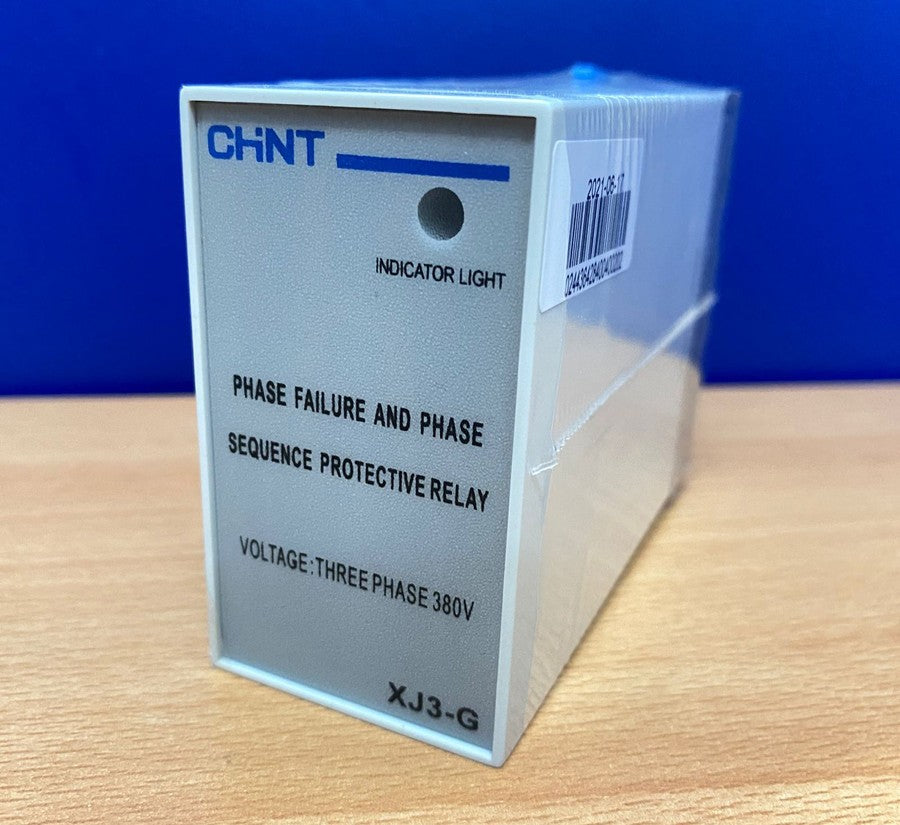 CHNT
INDICATOR LIGHT
PHASE FAILURE AND PHASE
SEQUENCE PROTECTIVE RELAY
VOLTAGE:THREE PHASE 380V
XJ3-G
2021-06-17